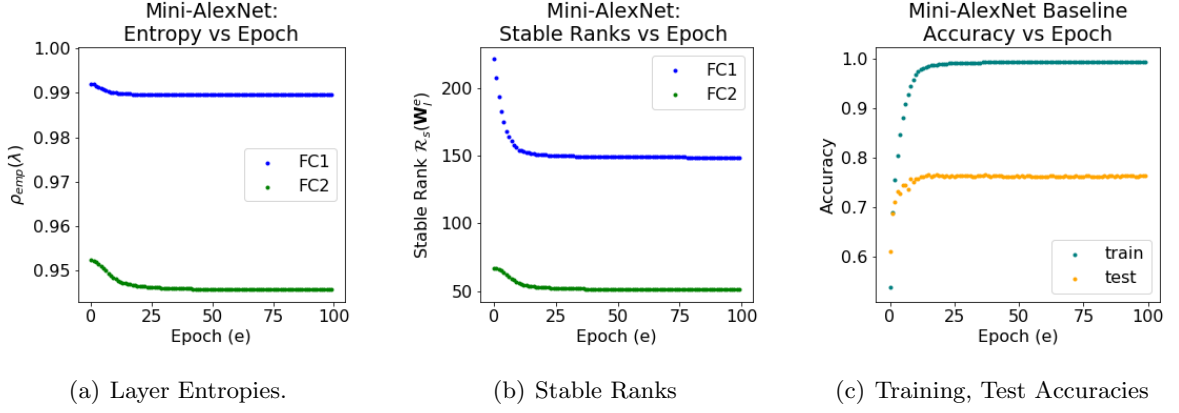 Mini-AlexNet:
Entropy vs Epoch
1.00
0.99
0.98
0.97
0.96
0.95
ρemp(λ)
FC1
FC2
0
25
50
75
100
Epoch (e)
(a) Layer Entropies.
Mini-AlexNet:
Stable Ranks vs Epoch
200
150
100
50
Stable Rank 𝓡s(𝐖ₗᵉ)
FC1
FC2
0
25
50
75
100
Epoch (e)
(b) Stable Ranks
Mini-AlexNet Baseline
Accuracy vs Epoch
1.0
0.9
0.8
0.7
0.6
Accuracy
train
test
0
25
50
75
100
Epoch (e)
(c) Training, Test Accuracies